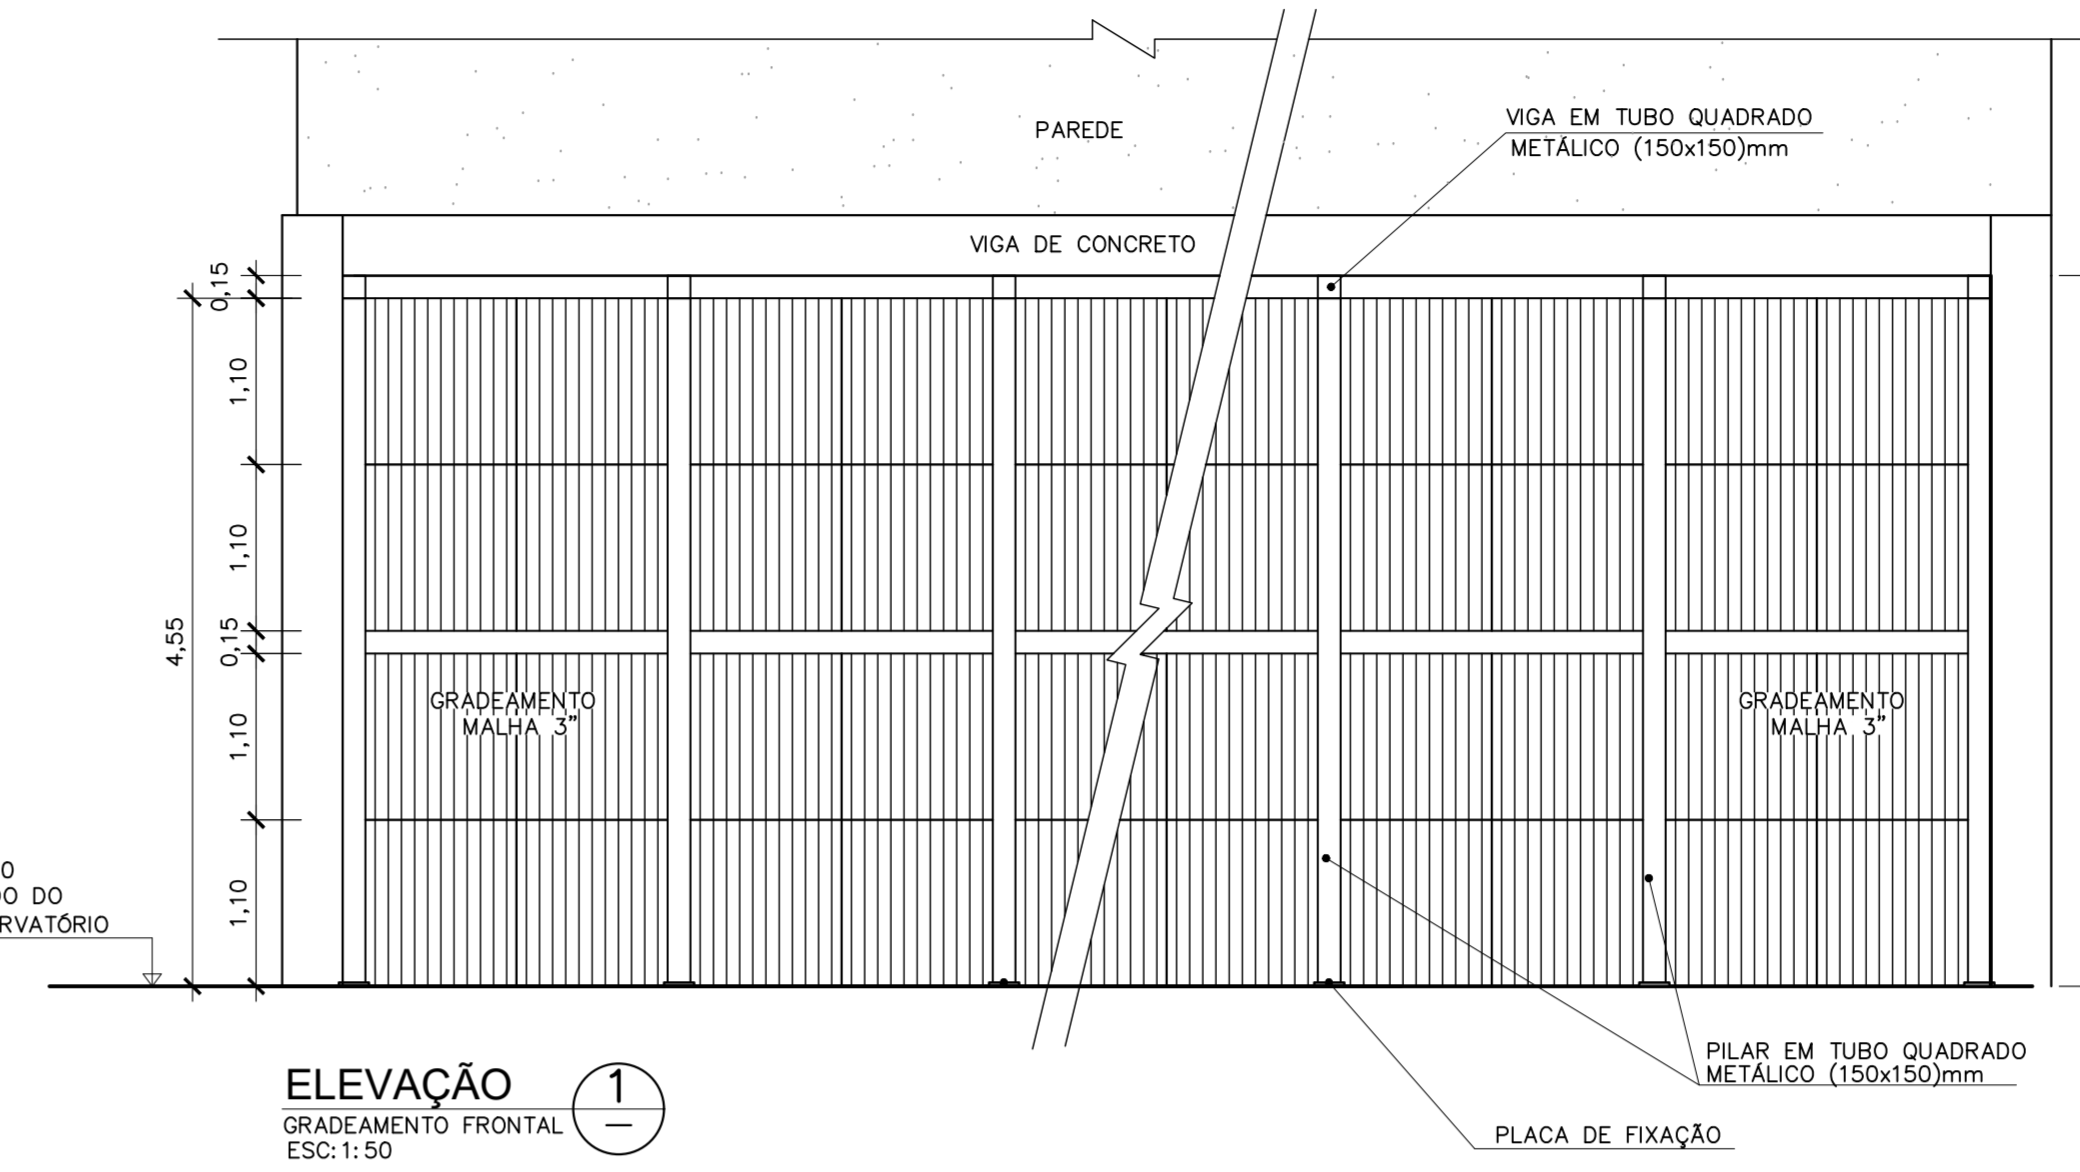 PAREDE
VIGA EM TUBO QUADRADO
METÁLICO (150x150)mm
VIGA DE CONCRETO
0,15
1,10
1,10
4,55
0,15
1,10
1,10
GRADEAMENTO
MALHA 3”
GRADEAMENTO
MALHA 3”
DO
ELEVAÇÃO
1
GRADEAMENTO FRONTAL
ESC:1:50
PILAR EM TUBO QUADRADO
METÁLICO (150x150)mm
PLACA DE FIXAÇÃO